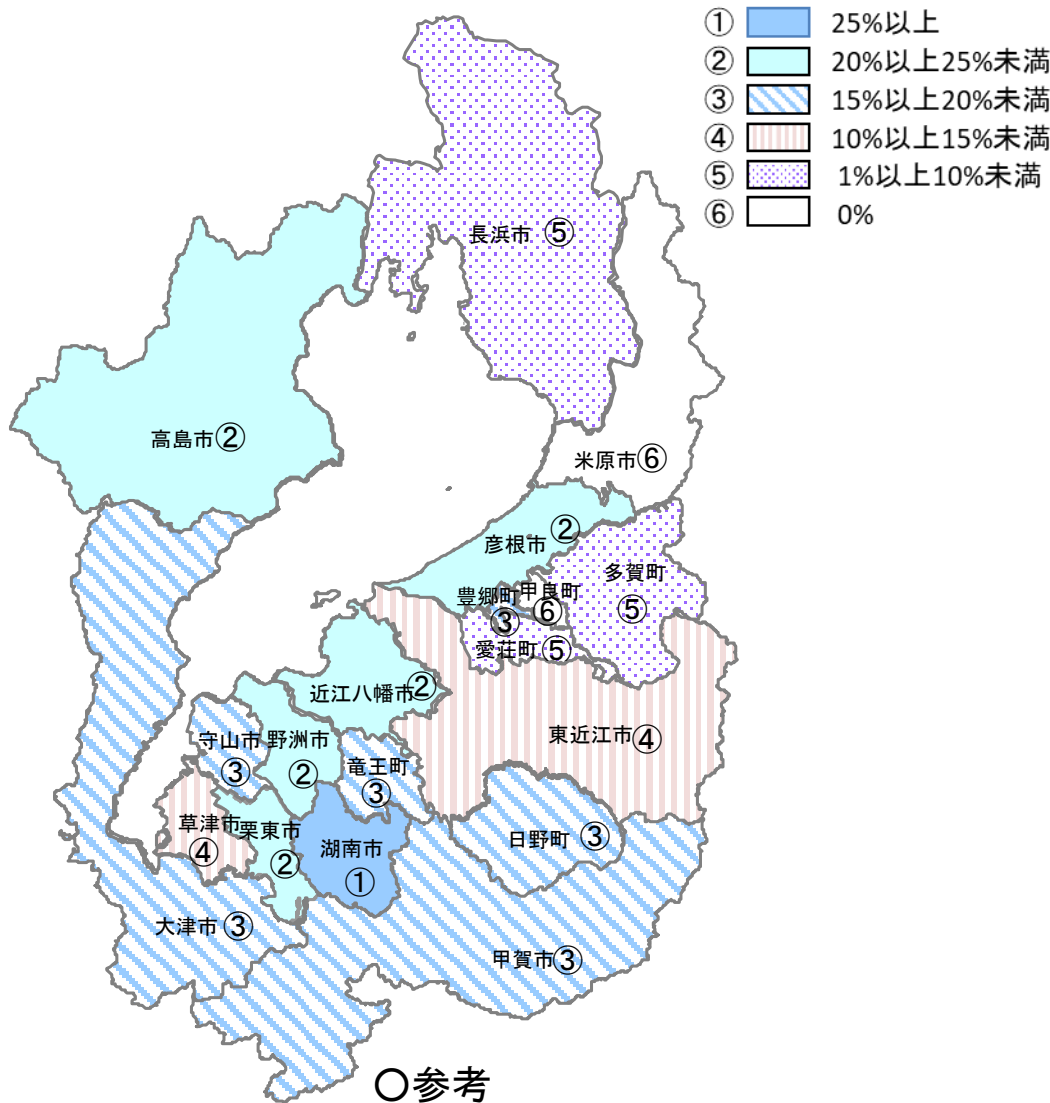 ① 25%以上
② 20%以上25%未満
③ 15%以上20%未満
④ 10%以上15%未満
⑤ 1%以上10%未満
⑥ 0%
長浜市⑤
高島市②
米原市⑥
彦根市②
多賀町
⑤
豊郷町
③
甲良町
⑥
愛荘町⑤
近江八幡市②
東近江市④
守山市
③
野洲市
②
竜王町
③
草津市
④
栗東市
②
湖南市
①
日野町③
大津市③
甲賀市③
○参考